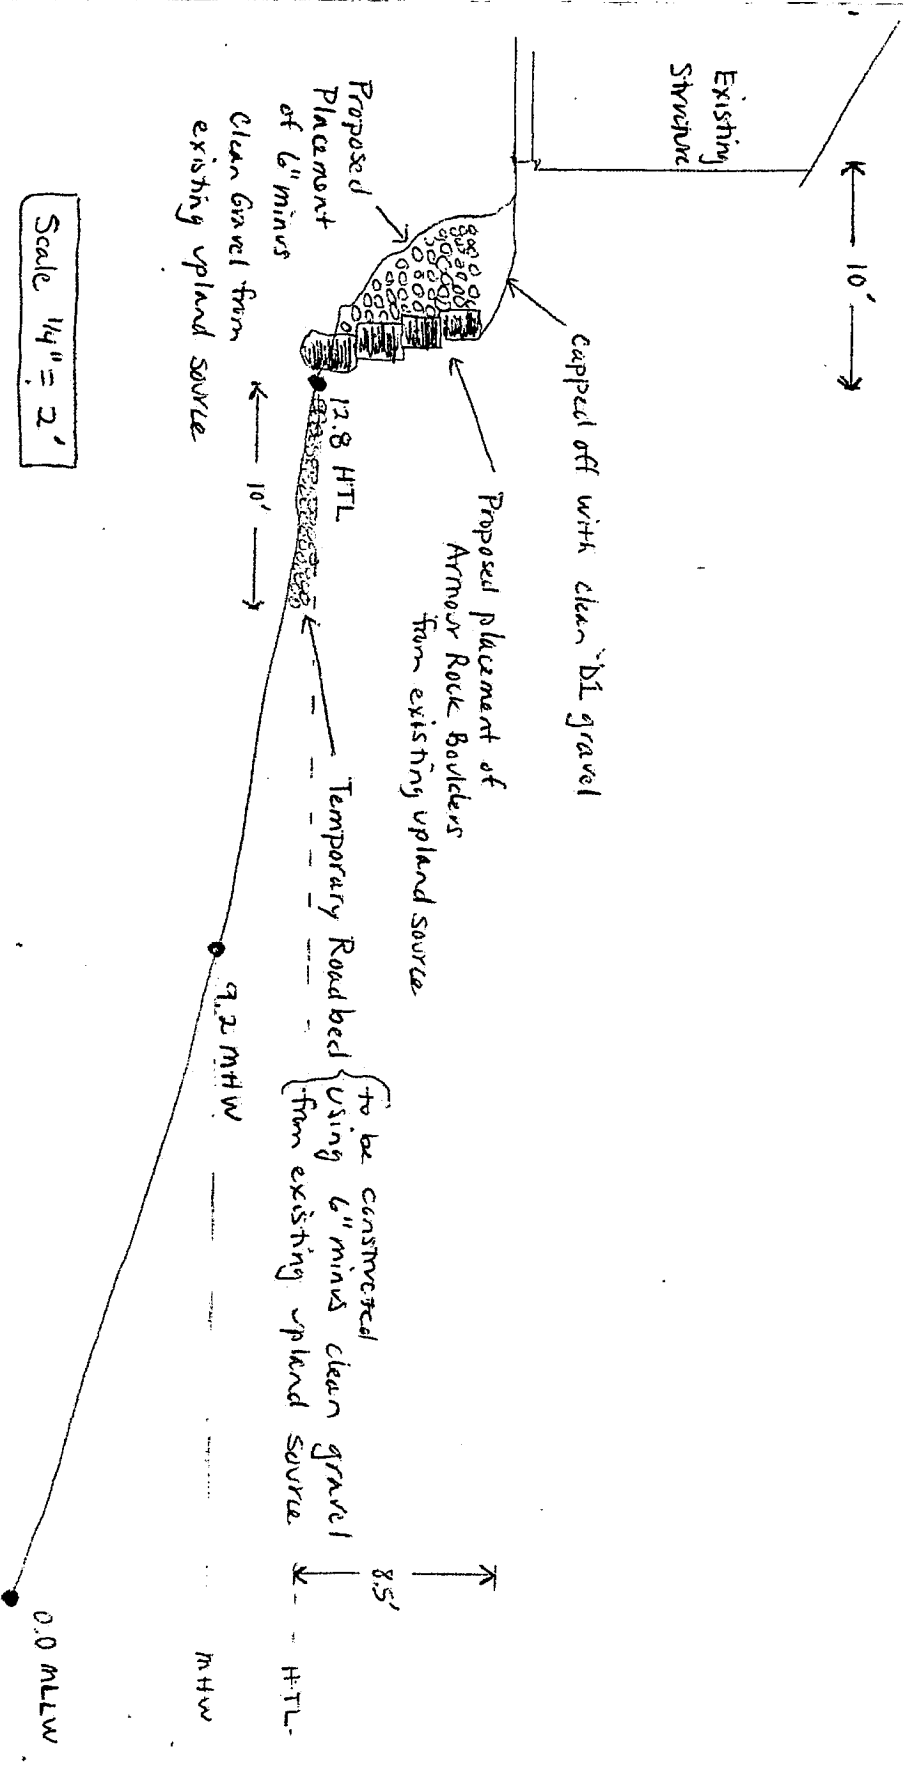 Existing
Structure
10'
capped off with clean D1 gravel
Proposed placement of
Armour Rock Boulders
from existing upland source
Proposed
Placement
of 6" minus
Clean Gravel from
existing upland source
12.8 HTL
10'
Temporary Roadbed
to be constructed
using 6" minus clean gravel
from existing upland source
8.5'
HTL
9.2 MHW
MHW
0.0 MLLW
Scale 1/4" = 2'